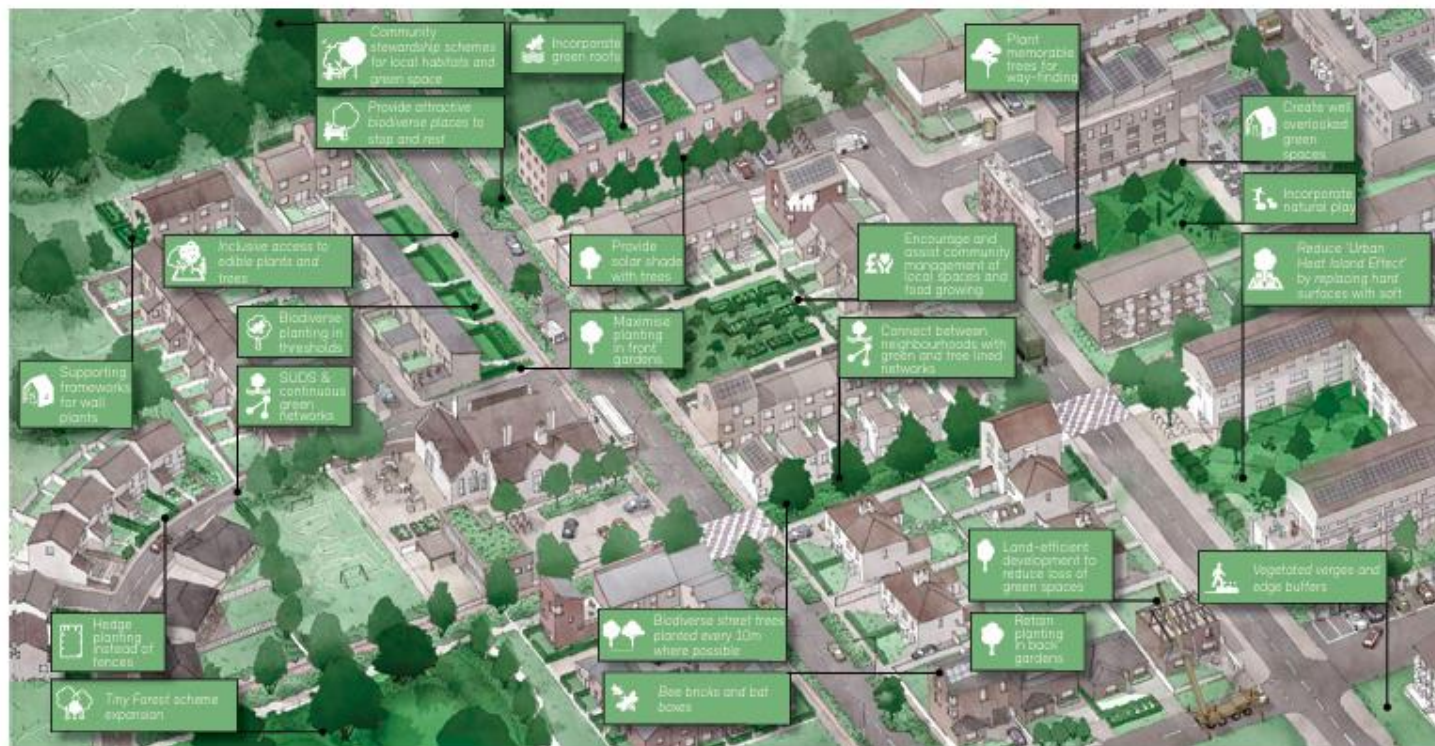 Community
stewardship schemes
for local habitats and
green space
Incorporate
green roofs
Plant
memorable
trees for
way-finding
Provide attractive
biodiverse places to
stop and rest
Create well
overlooked
green
spaces
Incorporate
natural play
Inclusive access to
edible plants and
trees
Provide
solar shade
with trees
Encourage and
assist community
management of
local spaces and
food growing
Reduce 'Urban
Heat Island Effect'
by replacing hard
surfaces with soft
Biodiverse
planting in
thresholds
Maximise
planting
in front
gardens
Connect between
neighbourhoods with
green and tree lined
networks
Supporting
frameworks
for wall
plants
SUDS &
continuous
green
networks
Land-efficient
development to
reduce loss of
green spaces
Vegetated verges and
edge buffers
Hedge
planting
instead of
fences
Biodiverse street trees
planted every 10m
where possible
Retain
planting
in back
gardens
Tiny Forest scheme
expansion
Bee bricks and bat
boxes